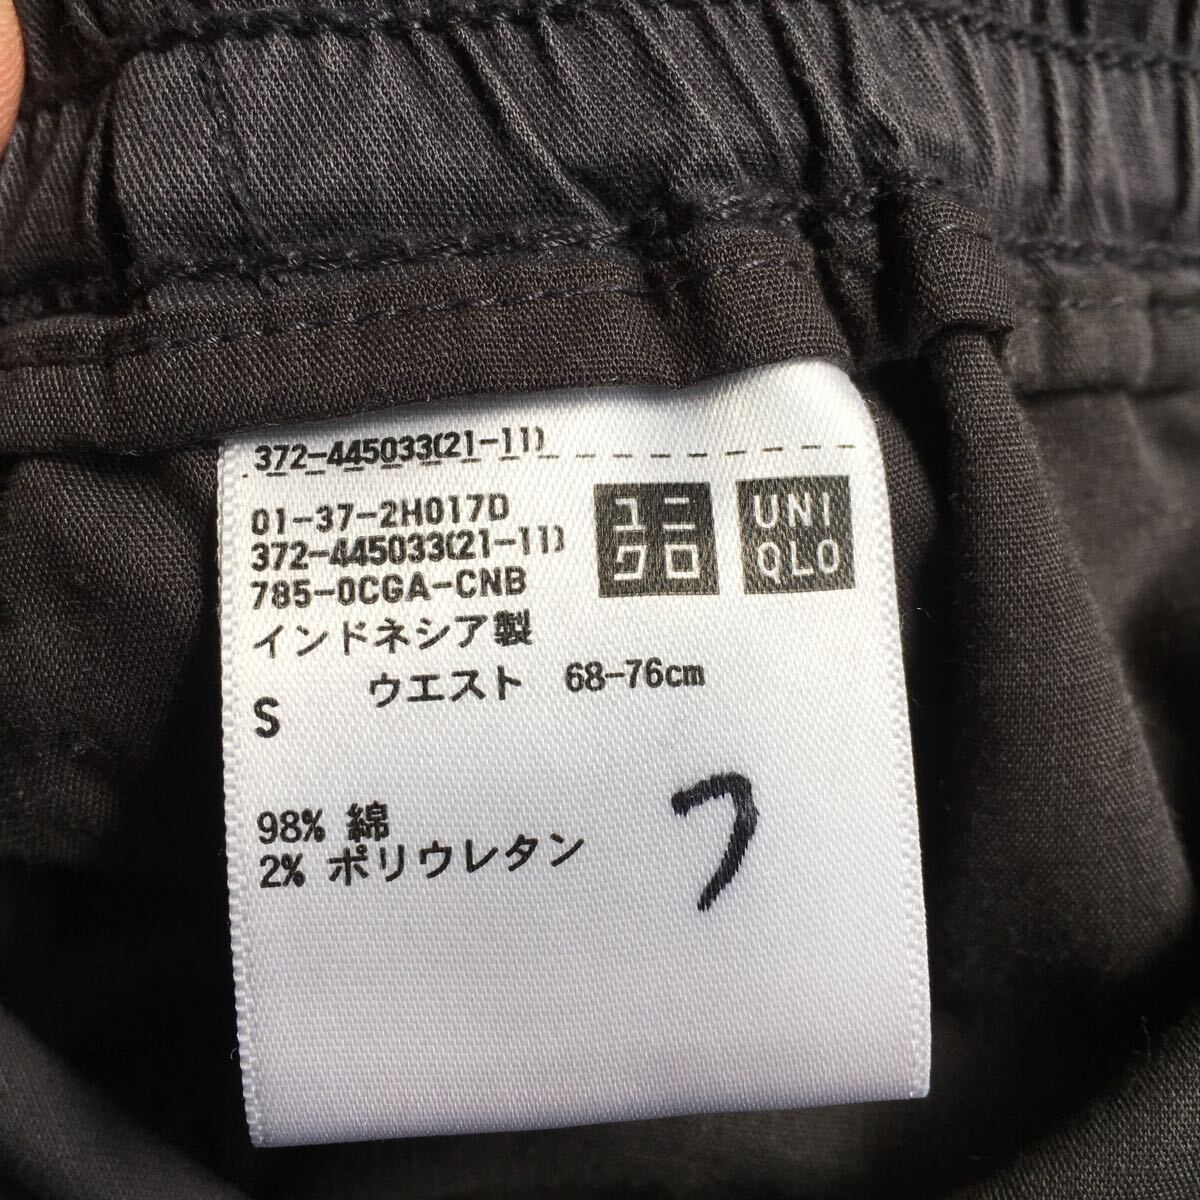 372-445033(21-11)
01-37-2H017D
372-445033(21-11)
785-0CGA-CNB
ユニ
クロ
UNI
QLO
インドネシア製
ウエスト 68-76cm
S
98% 綿
2% ポリウレタン
フ